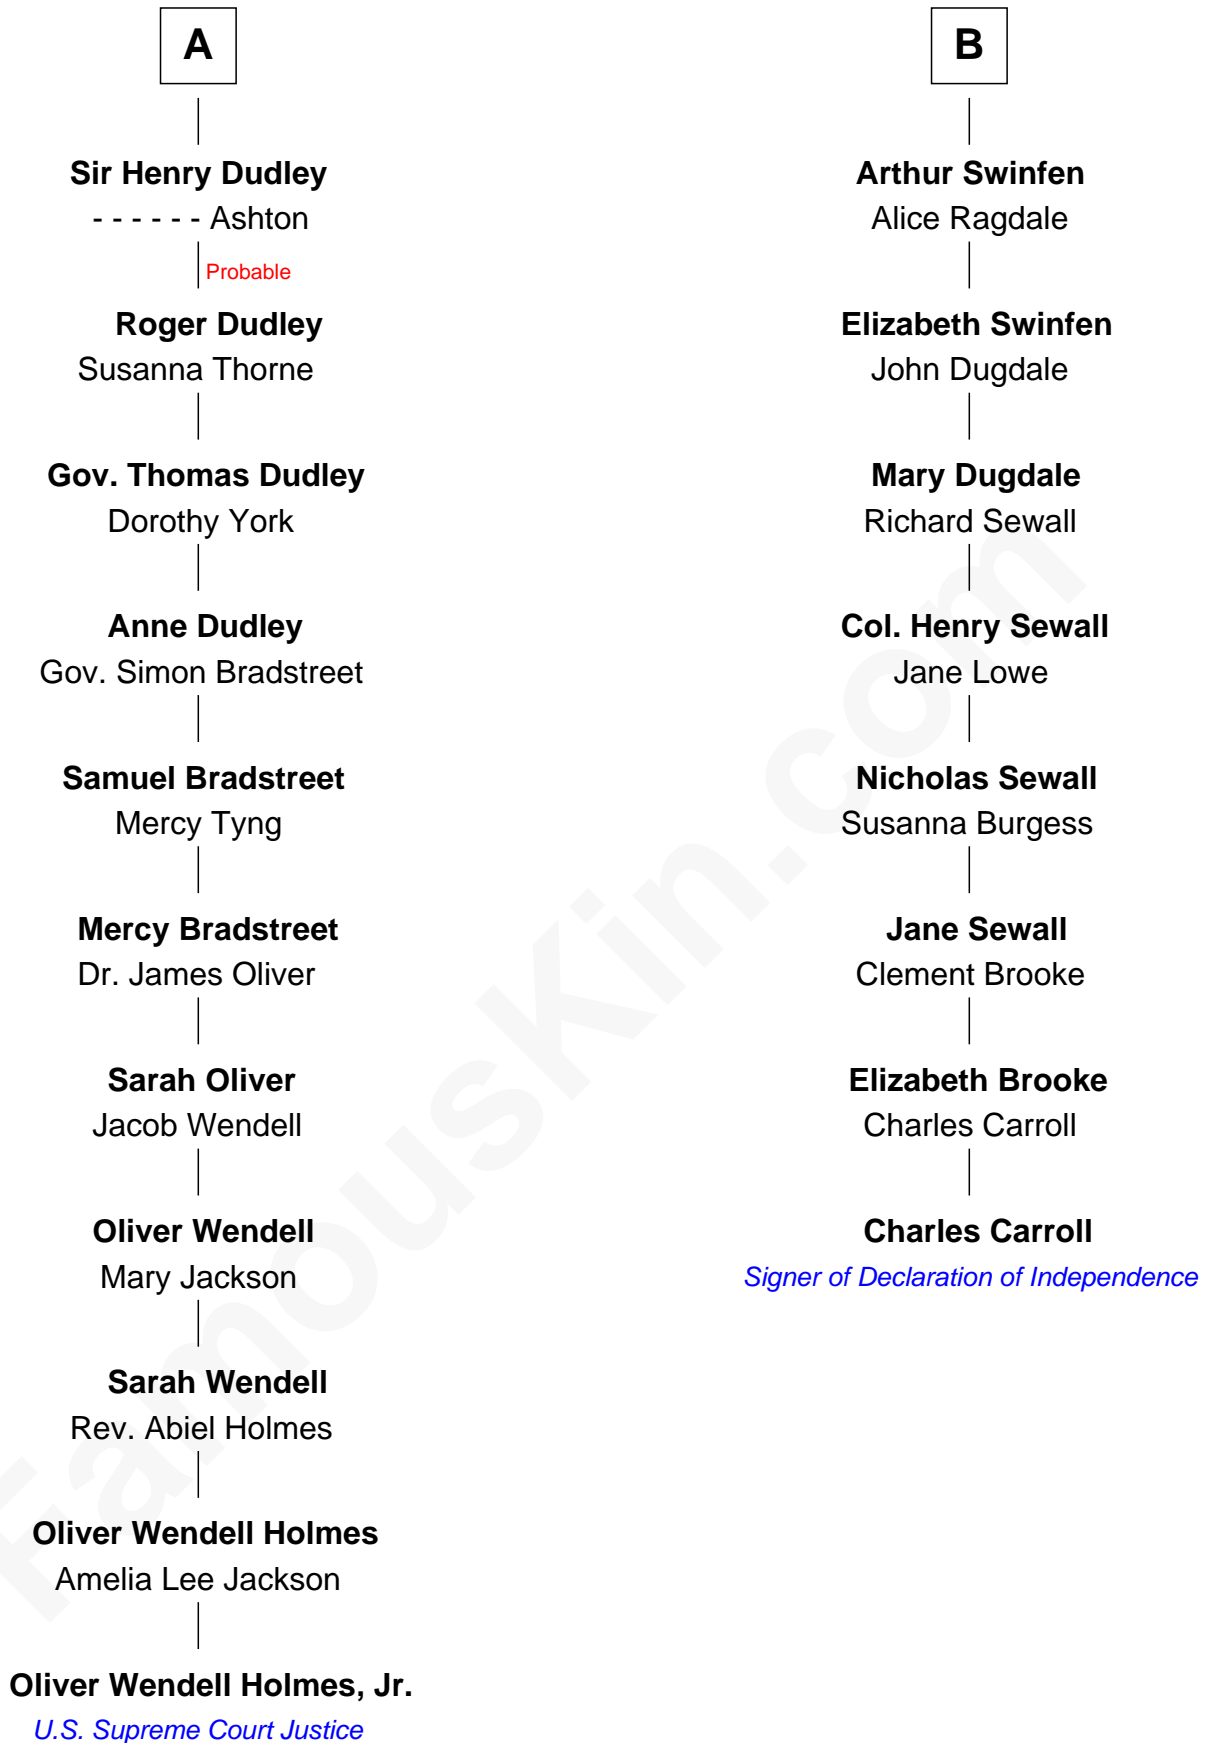 A
Sir Henry Dudley
- - - - - - Ashton
Probable
Roger Dudley
Susanna Thorne
Gov. Thomas Dudley
Dorothy York
Anne Dudley
Gov. Simon Bradstreet
Samuel Bradstreet
Mercy Tyng
Mercy Bradstreet
Dr. James Oliver
Sarah Oliver
Jacob Wendell
Oliver Wendell
Mary Jackson
Sarah Wendell
Rev. Abiel Holmes
Oliver Wendell Holmes
Amelia Lee Jackson
Oliver Wendell Holmes, Jr.
U.S. Supreme Court Justice
B
Arthur Swinfen
Alice Ragdale
Elizabeth Swinfen
John Dugdale
Mary Dugdale
Richard Sewall
Col. Henry Sewall
Jane Lowe
Nicholas Sewall
Susanna Burgess
Jane Sewall
Clement Brooke
Elizabeth Brooke
Charles Carroll
Charles Carroll
Signer of Declaration of Independence
FamousKin.com